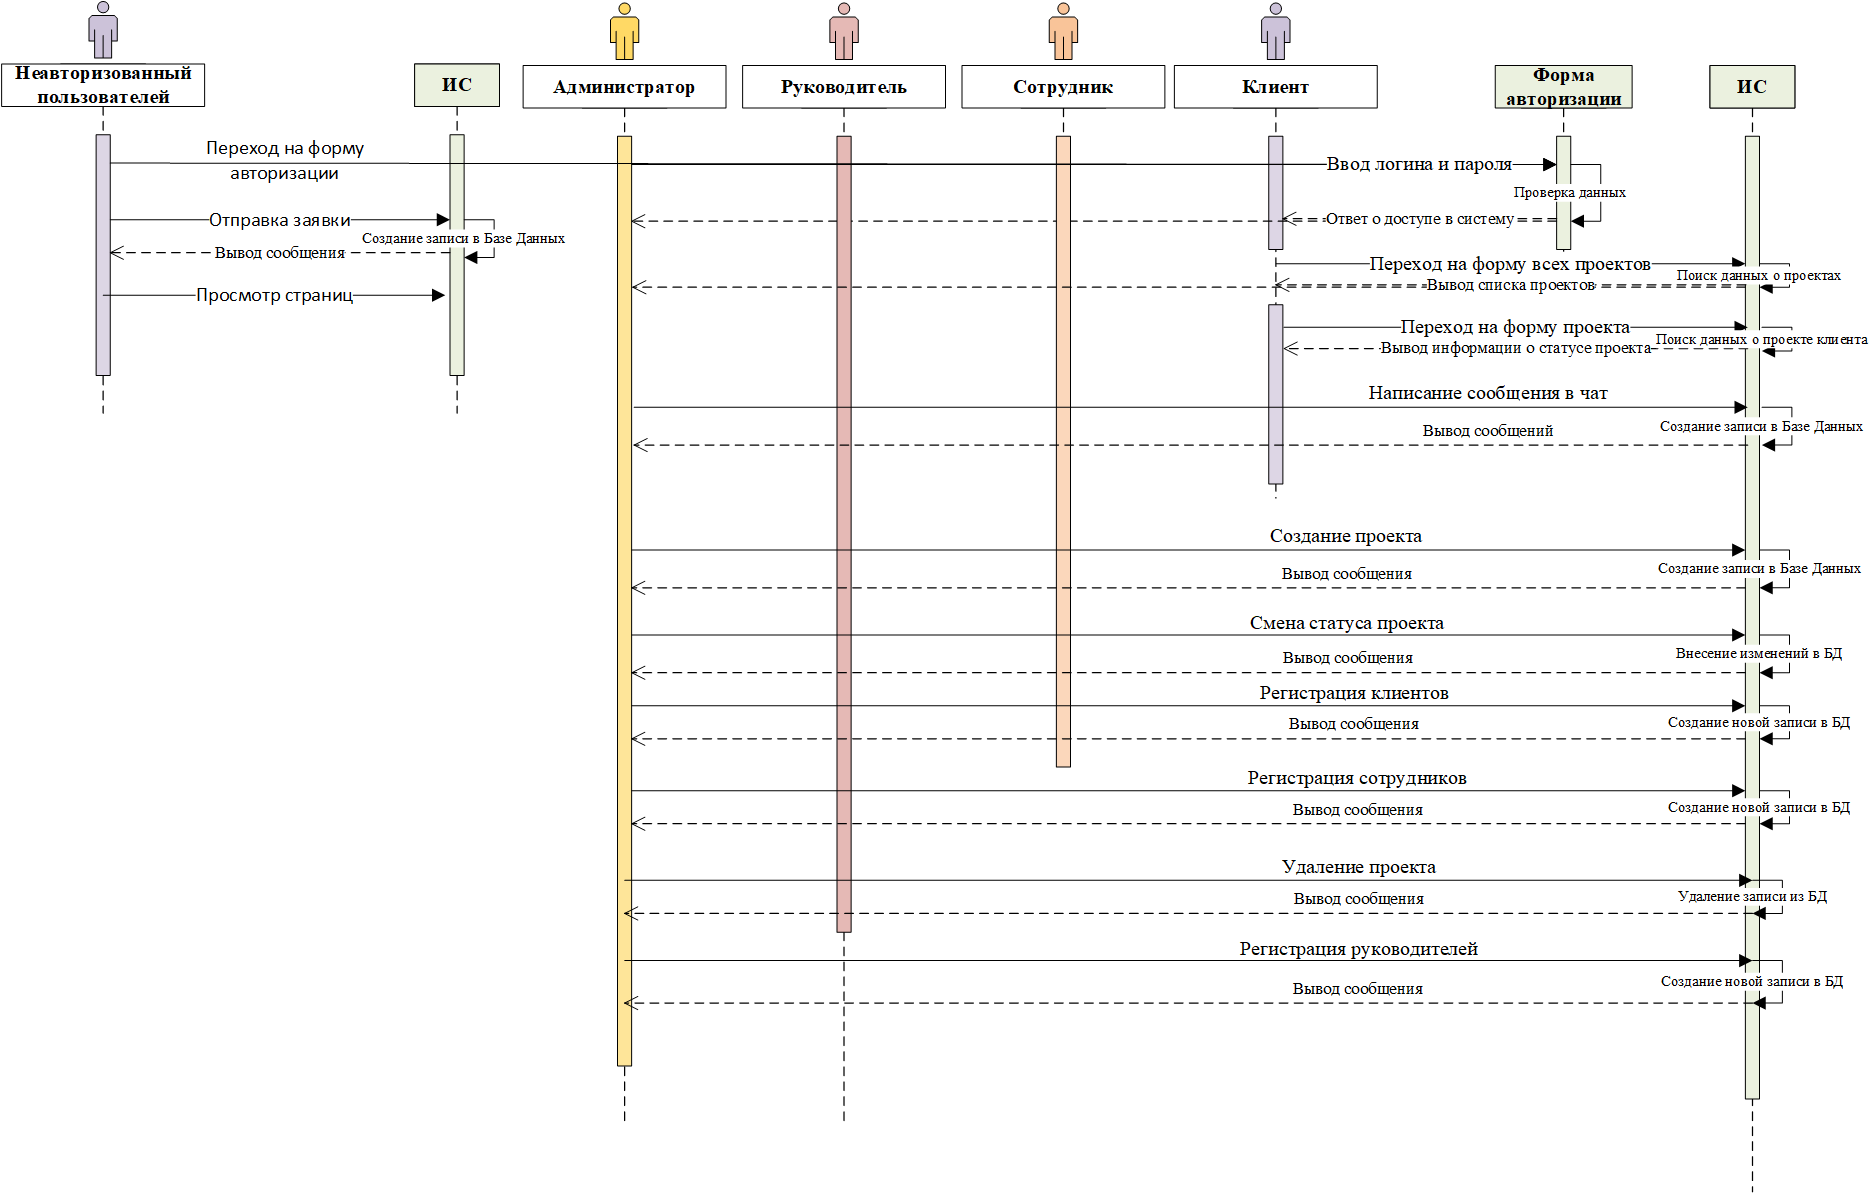 Неавторизованный
пользователей
ИС
Администратор
Руководитель
Сотрудник
Клиент
Форма
авторизации
ИС
Переход на форму
авторизации
Ввод логина и пароля
Проверка данных
Отправка заявки
Ответ о доступе в систему
Создание записи в Базе Данных
Вывод сообщения
Переход на форму всех проектов
Поиск данных о проектах
Вывод списка проектов
Просмотр страниц
Переход на форму проекта
Поиск данных о проекте клиента
Вывод информации о статусе проекта
Написание сообщения в чат
Создание записи в Базе Данных
Вывод сообщений
Создание проекта
Создание записи в Базе Данных
Вывод сообщения
Смена статуса проекта
Внесение изменений в БД
Вывод сообщения
Регистрация клиентов
Создание новой записи в БД
Вывод сообщения
Регистрация сотрудников
Создание новой записи в БД
Вывод сообщения
Удаление проекта
Удаление записи из БД
Вывод сообщения
Регистрация руководителей
Создание новой записи в БД
Вывод сообщения